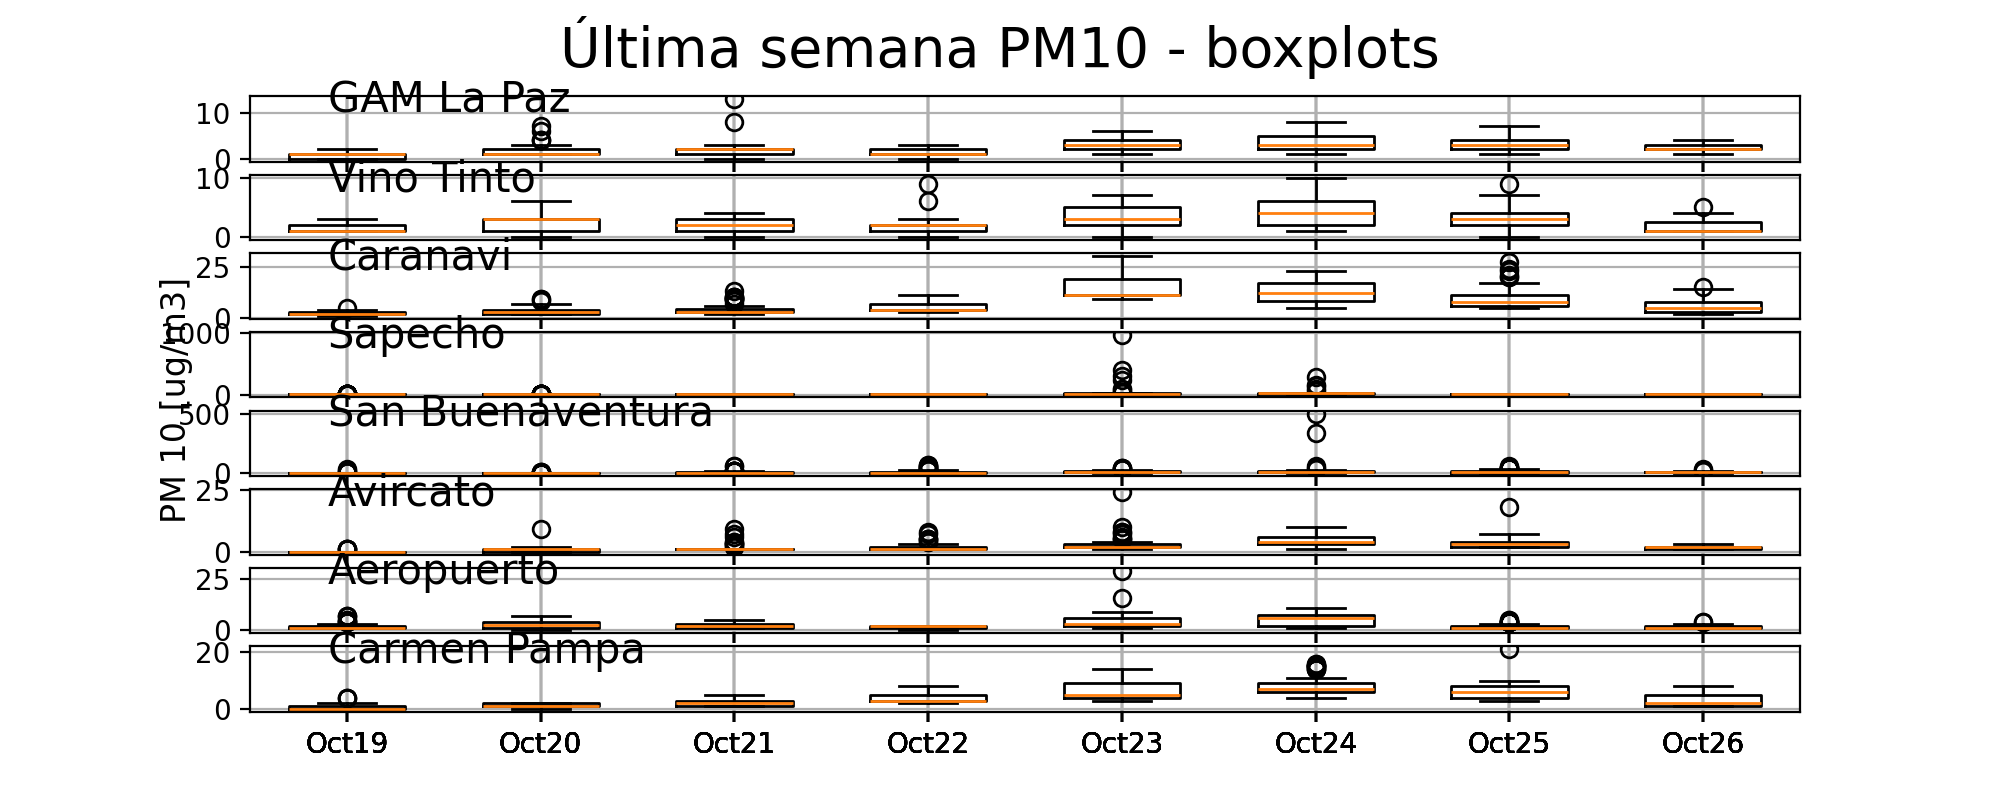 Última semana PM10 - boxplots
GAM La Paz
10
0
Vino Tinto
10
0
Caranavi
25
0
PM 10 [ug/m3]
Sapecho
1000
0
San Buenaventura
500
0
Avircato
25
0
Aeropuerto
25
0
Carmen Pampa
20
0
Oct19 Oct20 Oct21 Oct22 Oct23 Oct24 Oct25 Oct26